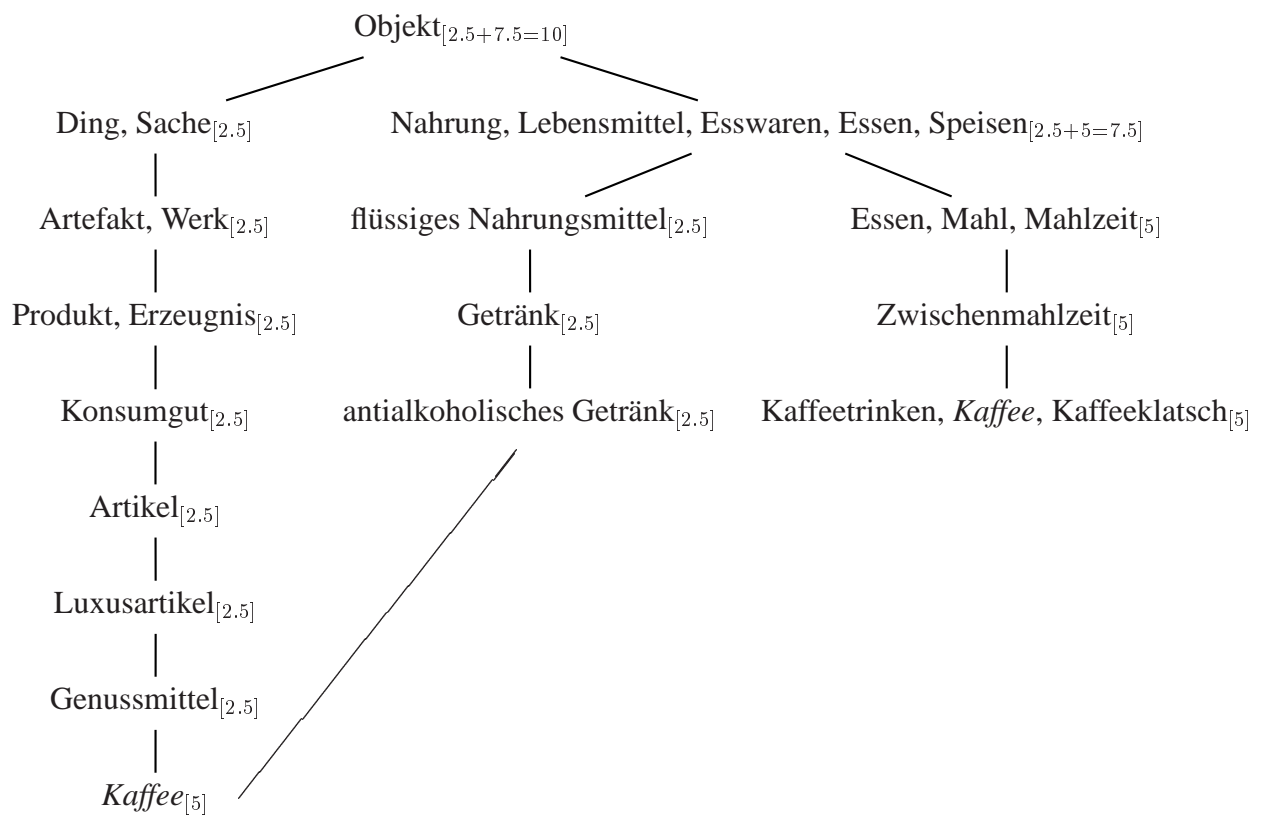 Objekt[2.5+7.5=10]
Ding, Sache[2.5] Nahrung, Lebensmittel, Esswaren, Essen, Speisen[2.5+5=7.5]
Artefakt, Werk[2.5] flüssiges Nahrungsmittel[2.5] Essen, Mahl, Mahlzeit[5]
Produkt, Erzeugnis[2.5] Getränk[2.5] Zwischenmahlzeit[5]
Konsumgut[2.5] antialkoholisches Getränk[2.5] Kaffeetrinken, Kaffee, Kaffeeklatsch[5]
Artikel[2.5]
Luxusartikel[2.5]
Genussmittel[2.5]
Kaffee[5]